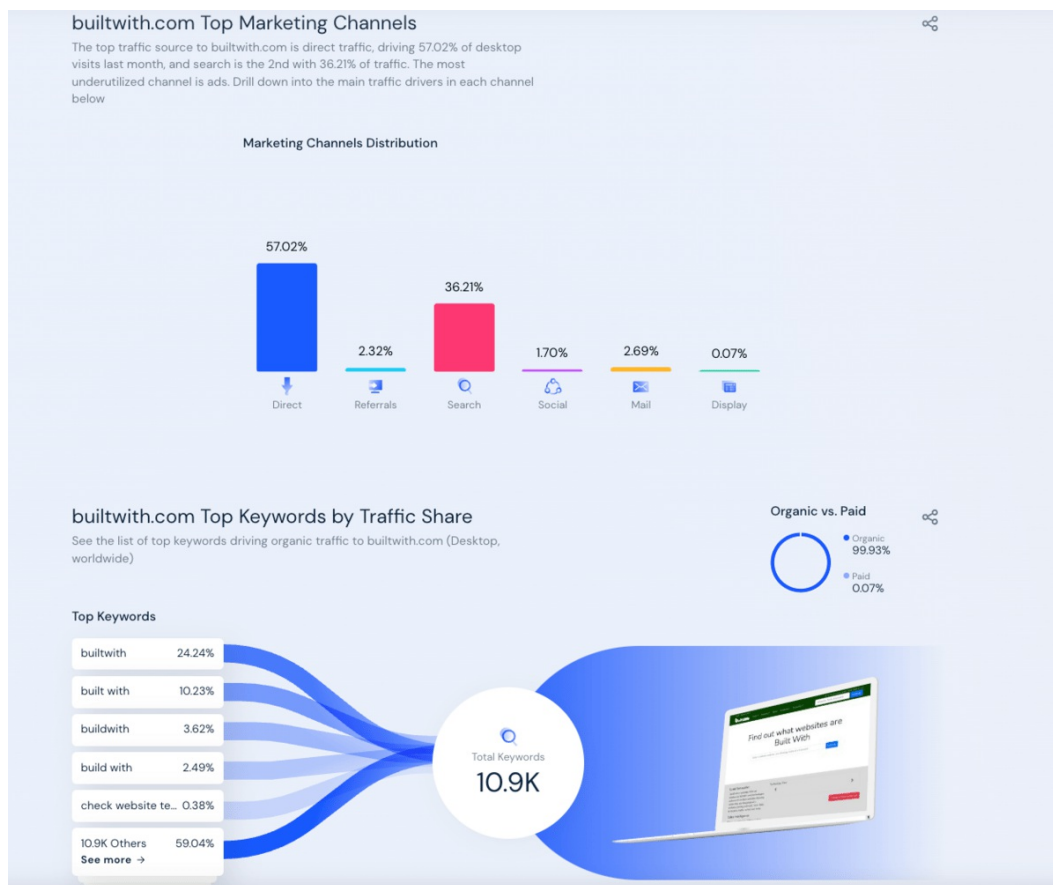 builtwith.com Top Marketing Channels
The top traffic source to builtwith.com is direct traffic, driving 57.02% of desktop
visits last month, and search is the 2nd with 36.21% of traffic. The most
underutilized channel is ads. Drill down into the main traffic drivers in each channel
below
Marketing Channels Distribution
57.02%
2.32%
36.21%
1.70%
2.69%
0.07%
Direct
Referrals
Search
Social
Mail
Display
builtwith.com Top Keywords by Traffic Share
See the list of top keywords driving organic traffic to builtwith.com (Desktop,
worldwide)
Organic vs. Paid
Organic
99.93%
Paid
0.07%
Top Keywords
builtwith 24.24%
built with 10.23%
buildwith 3.62%
build with 2.49%
check website te... 0.38%
10.9K Others 59.04%
See more →
Total Keywords
10.9K
Find out what websites are
Built With